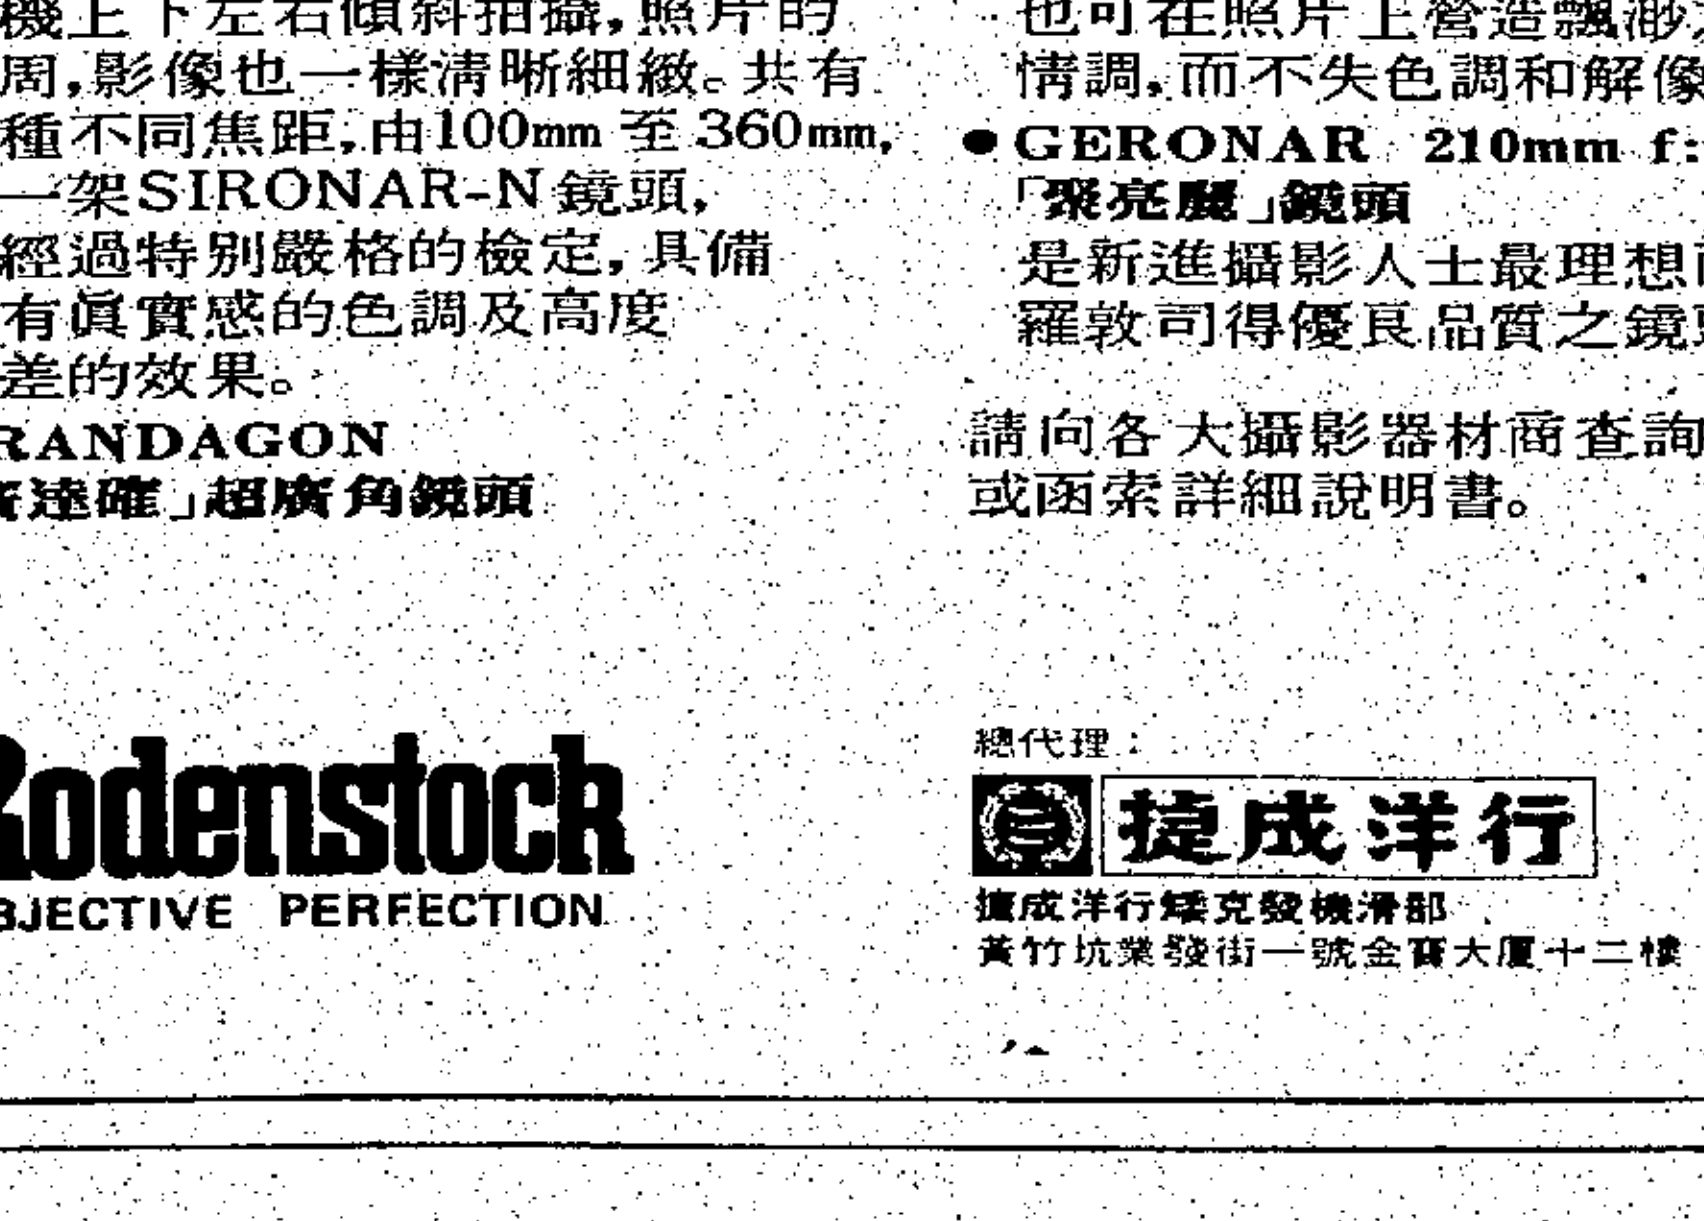 機上下左右傾斜拍攝，照片的
周，影像也一樣清晰細緻。共有
種不同焦距，由100mm 至 360mm，
一架SIRONAR-N 鏡頭，
經過特別嚴格的檢定，具備
有眞實感的色調及高度
差的效果。
RANDAGON
達確」超廣角鏡頭
也可在照片上營造飄渺
情調，而不失色調和解像
● GERONAR 210mm f:
「聚亮麗」鏡頭
是新進攝影人士最理想
羅敦司得優良品質之鏡
請向各大攝影器材商查詢
或函索詳細說明書。
Rodenstock
BJECTIVE PERFECTION
總代理：
捷成洋行
捷成洋行矮克發機滑部
黃竹坑業發街一號金寶大廈十二樓